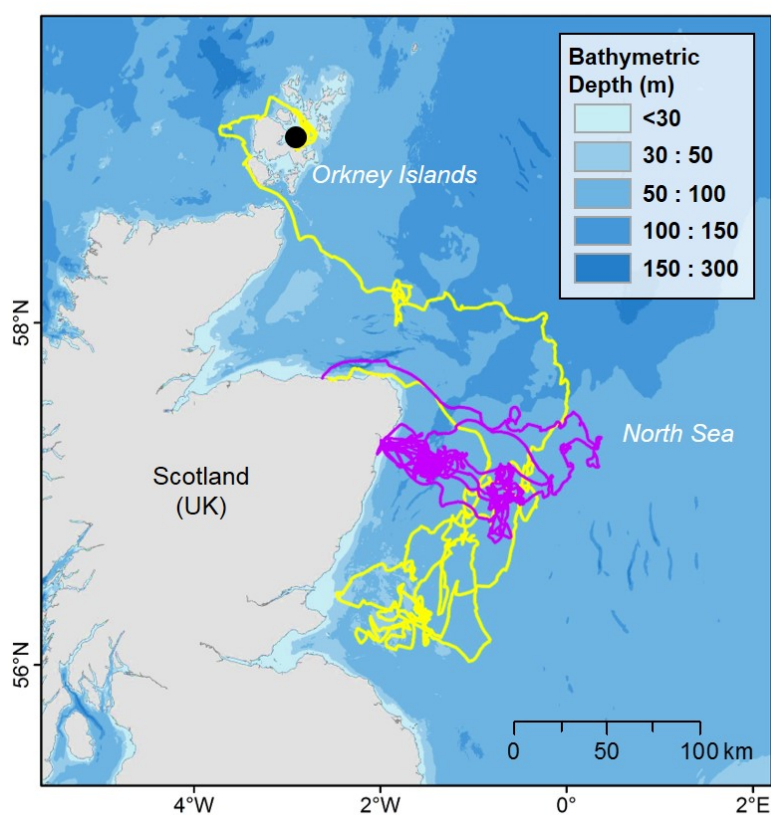 Bathymetric
Depth (m)
<30
30 : 50
50 : 100
100 : 150
150 : 300
Orkney Islands
58°N
North Sea
Scotland
(UK)
56°N
0 50 100 km
4°W 2°W 0° 2°E